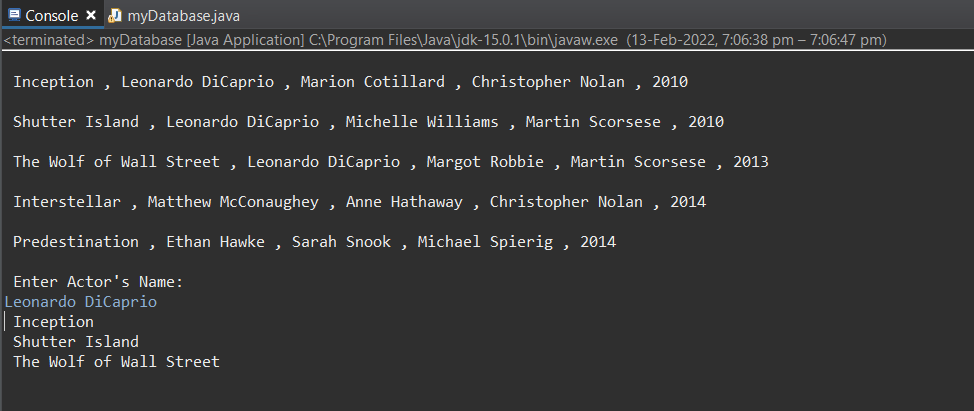 Console myDatabase.java
<terminated> myDatabase [Java Application] C:\Program Files\Java\jdk-15.0.1\bin\javaw.exe (13-Feb-2022, 7:06:38 pm – 7:06:47 pm)
Inception , Leonardo DiCaprio , Marion Cotillard , Christopher Nolan , 2010
Shutter Island , Leonardo DiCaprio , Michelle Williams , Martin Scorsese , 2010
The Wolf of Wall Street , Leonardo DiCaprio , Margot Robbie , Martin Scorsese , 2013
Interstellar , Matthew McConaughey , Anne Hathaway , Christopher Nolan , 2014
Predestination , Ethan Hawke , Sarah Snook , Michael Spierig , 2014
Enter Actor's Name:
Leonardo DiCaprio
Inception
Shutter Island
The Wolf of Wall Street